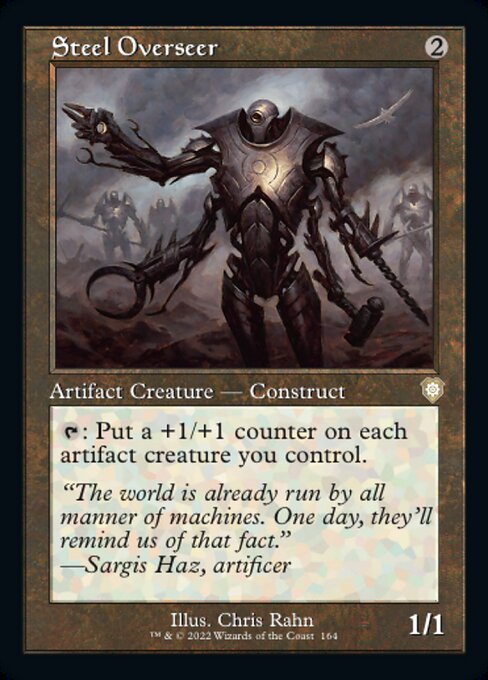 Steel Overseer 2
Artifact Creature — Construct
: Put a +1/+1 counter on each
artifact creature you control.
“The world is already run by all
manner of machines. One day, they’ll
remind us of that fact.”
—Sargis Haz, artificer
Illus. Chris Rahn
™ & © 2022 Wizards of the Coast 164
1/1